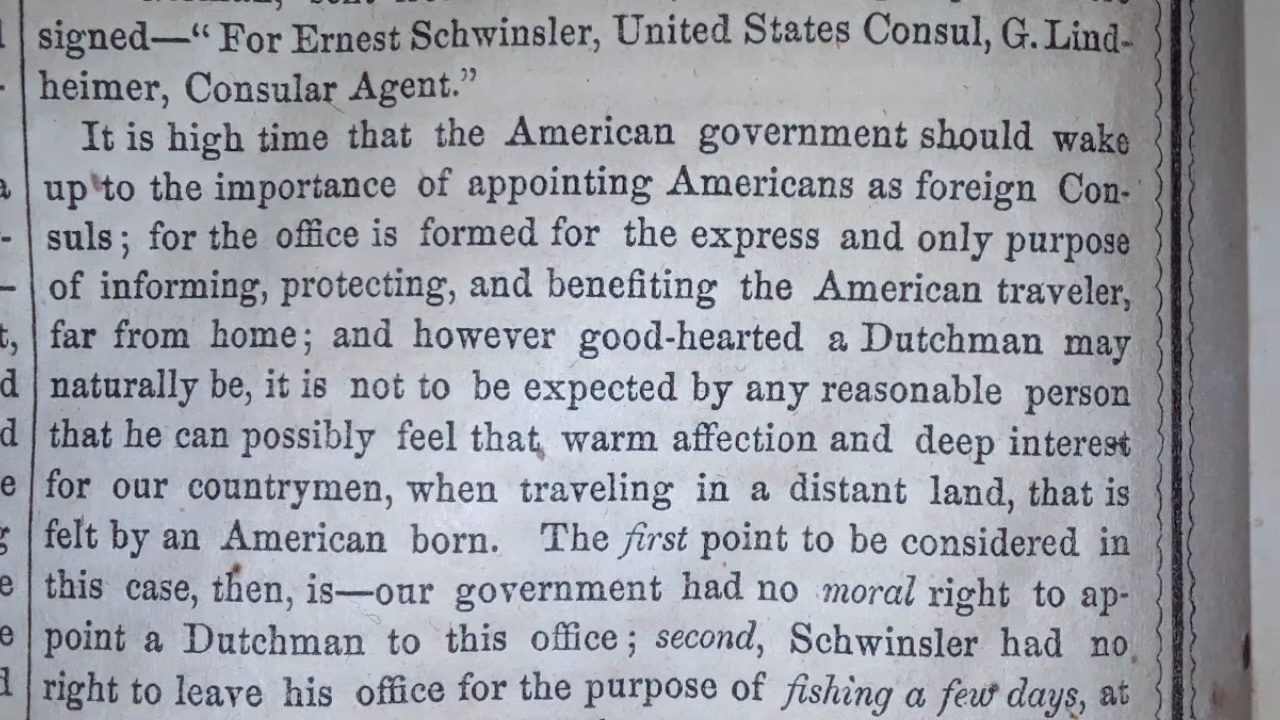 signed—“For Ernest Schwinsler, United States Consul, G. Lind-
heimer, Consular Agent.”
It is high time that the American government should wake
up to the importance of appointing Americans as foreign Con-
suls; for the office is formed for the express and only purpose
of informing, protecting, and benefiting the American traveler,
far from home; and however good-hearted a Dutchman may
naturally be, it is not to be expected by any reasonable person
that he can possibly feel that warm affection and deep interest
for our countrymen, when traveling in a distant land, that is
felt by an American born. The first point to be considered in
this case, then, is—our government had no moral right to ap-
point a Dutchman to this office; second, Schwinsler had no
right to leave his office for the purpose of fishing a few days, at